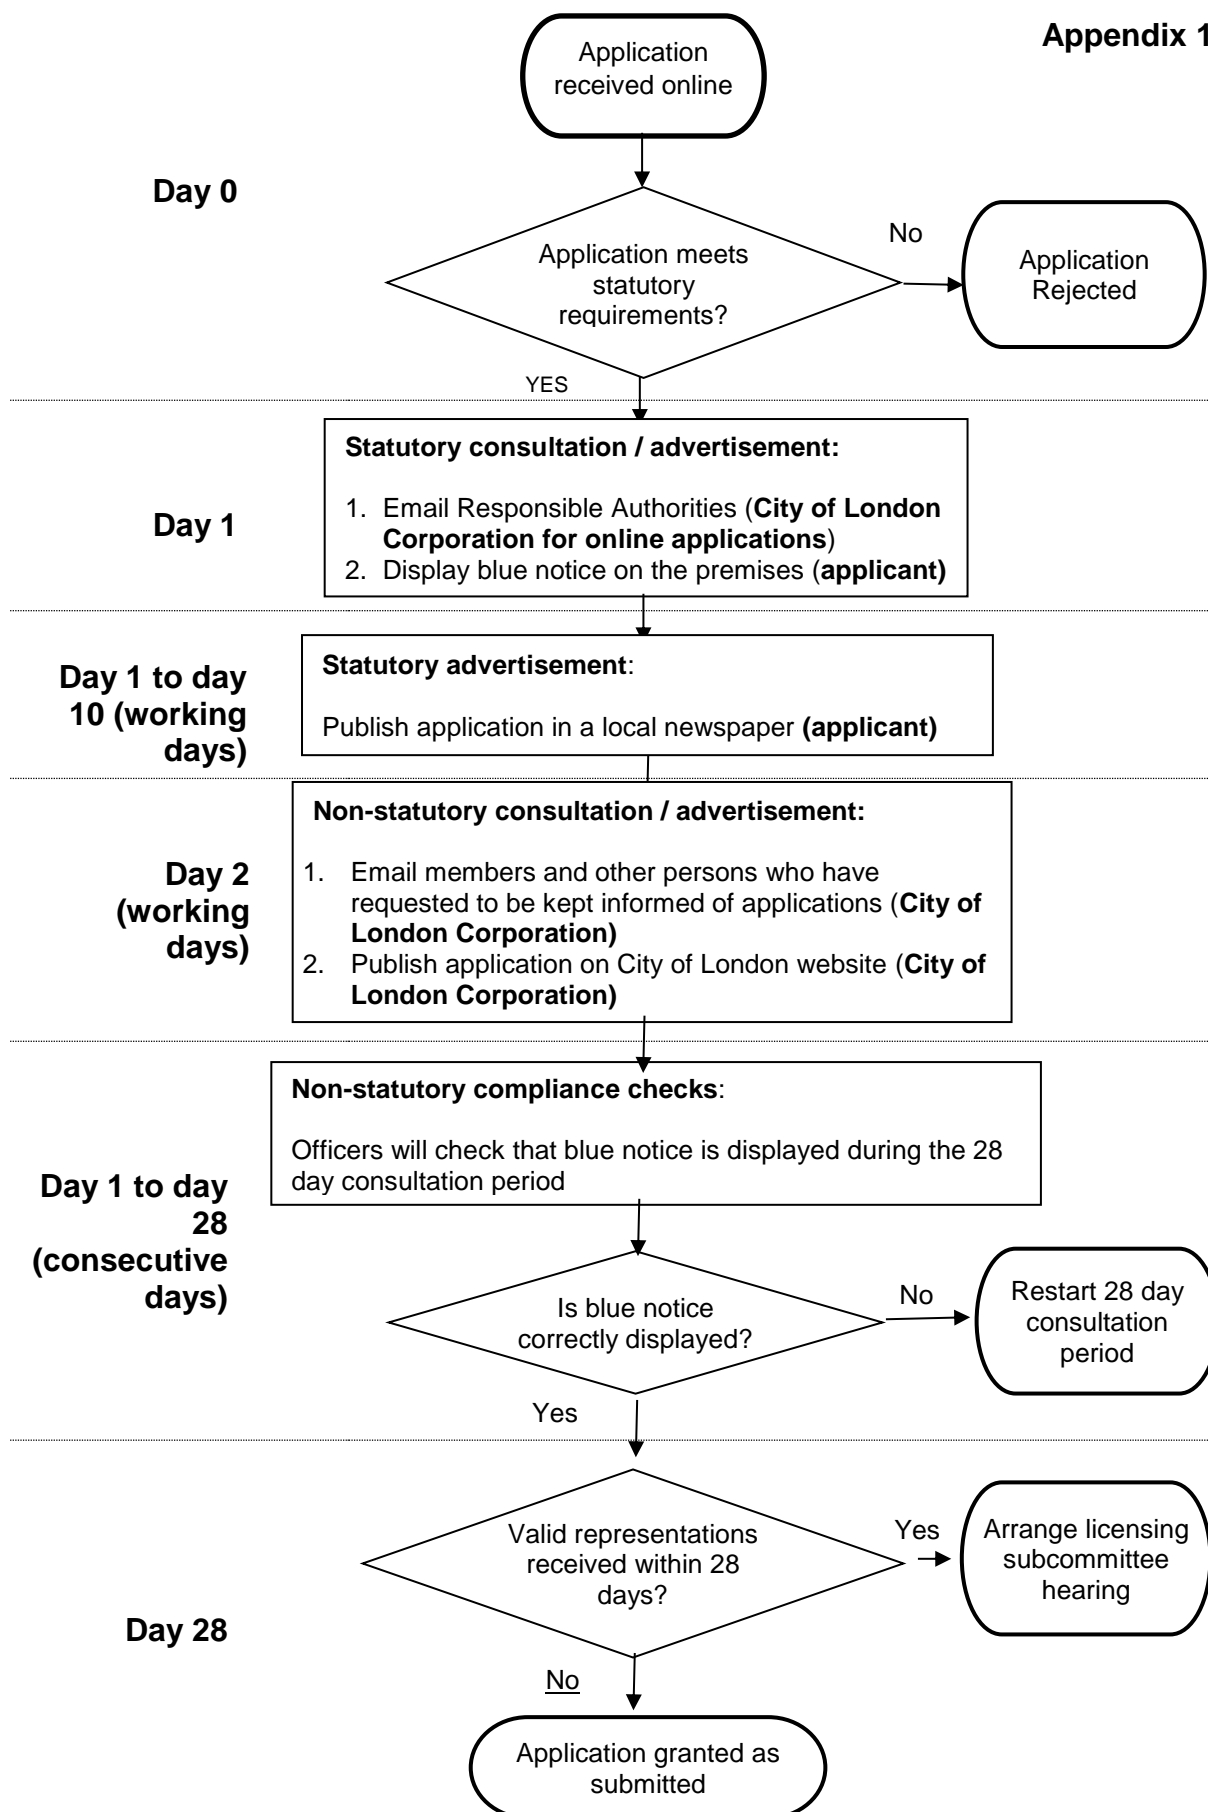 Appendix 1
Application
received online
Day 0
Application meets
statutory
requirements?
No
Application
Rejected
YES
Day 1
Statutory consultation / advertisement:
1. Email Responsible Authorities (City of London
Corporation for online applications)
2. Display blue notice on the premises (applicant)
Day 1 to day
10 (working
days)
Statutory advertisement:
Publish application in a local newspaper (applicant)
Day 2
(working
days)
Non-statutory consultation / advertisement:
1. Email members and other persons who have
requested to be kept informed of applications (City of
London Corporation)
2. Publish application on City of London website (City of
London Corporation)
Day 1 to day
28
(consecutive
days)
Non-statutory compliance checks:
Officers will check that blue notice is displayed during the 28
day consultation period
Is blue notice
correctly displayed?
No
Restart 28 day
consultation
period
Yes
Day 28
Valid representations
received within 28
days?
Yes
Arrange licensing
subcommittee
hearing
No
Application granted as
submitted